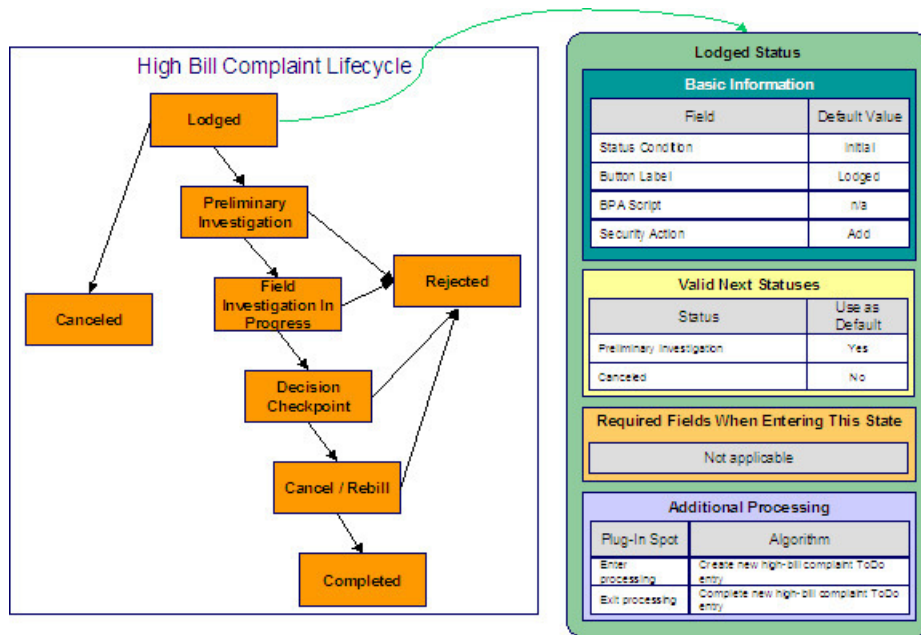 High Bill Complaint Lifecycle
Lodged
Preliminary
Investigation
Field
Investigation In
Progress
Rejected
Canceled
Decision
Checkpoint
Cancel / Rebill
Completed
Lodged Status
Basic Information
Field Default Value
Status Condition Initial
Button Label Lodged
BPA Script n/a
Security Action Add
Valid Next Statuses
Status Use as
Default
Preliminary Investigation Yes
Canceled No
Required Fields When Entering This State
Not applicable
Additional Processing
Plug-In Spot Algorithm
Enter
processing
Create new high-bill complaint ToDo
entry
Exit processing
Complete new high-bill complaint ToDo
entry